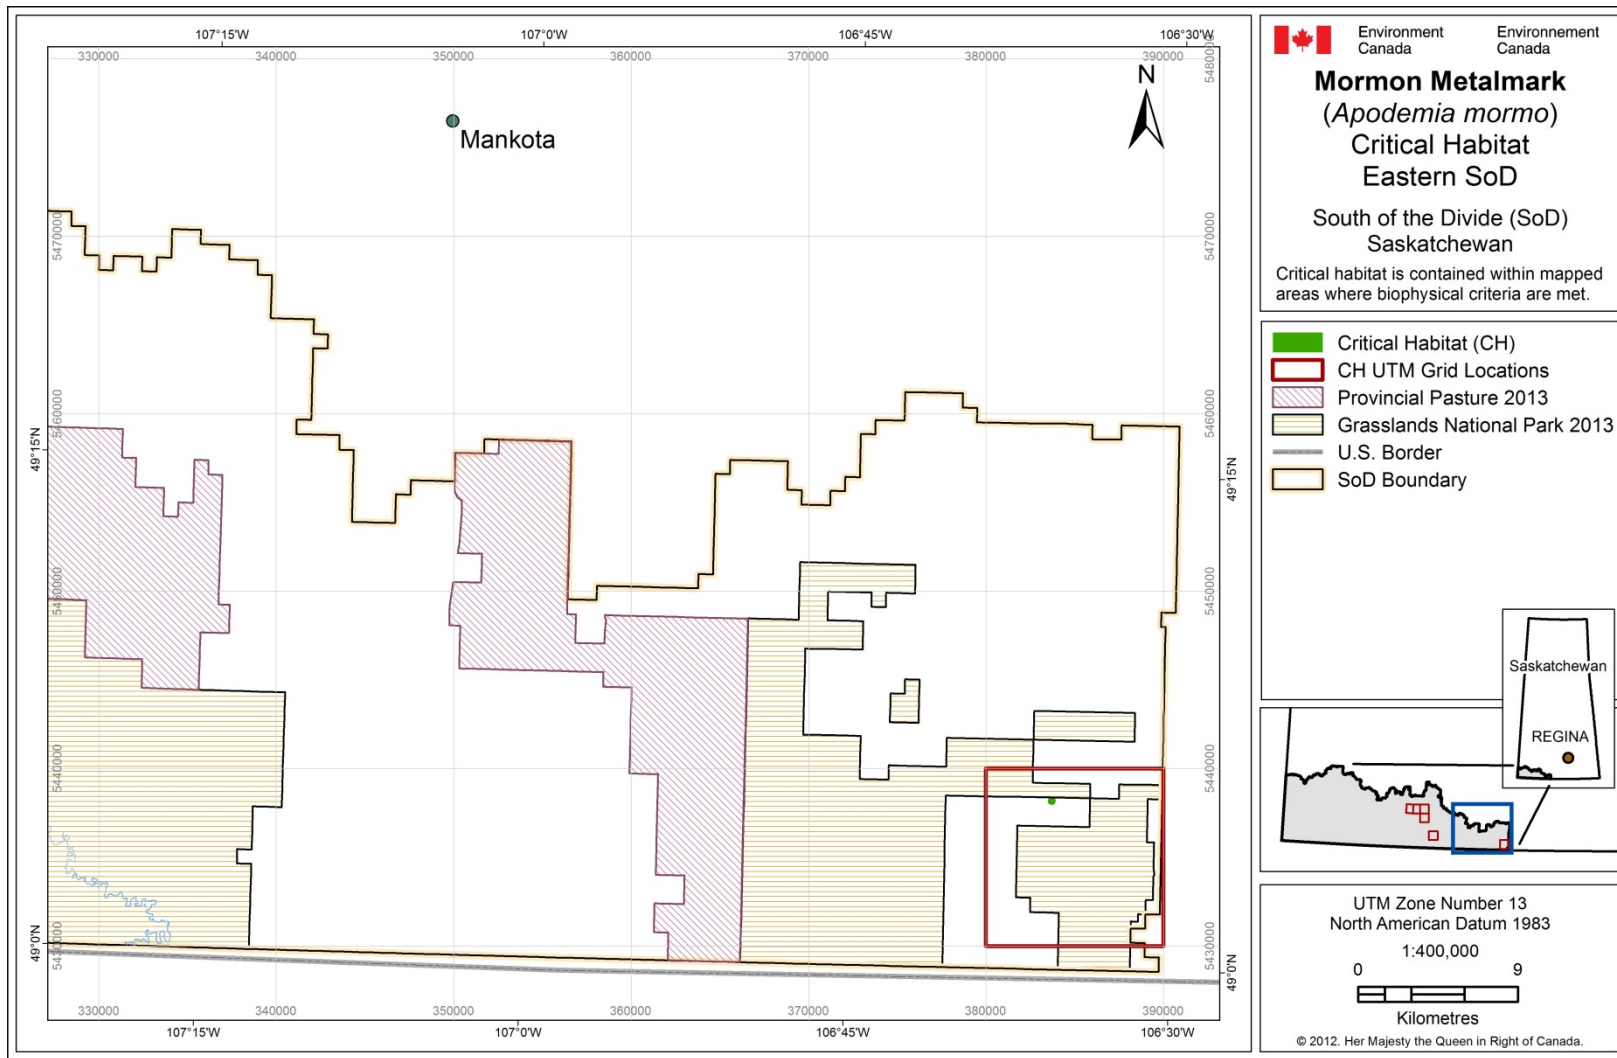 107°15'W 107°0'W 106°45'W 106°30'W
330000 340000 350000 360000 370000 380000 390000
5480000
N
Mankota
5470000 5470000
5460000 5460000
49°15'N 49°15'N
5450000 5450000
5440000 5440000
49°0'N 49°0'N
5430000 5430000
330000 340000 350000 360000 370000 380000 390000
107°15'W 107°0'W 106°45'W 106°30'W
Environment Environnement
Canada Canada
Mormon Metalmark
(Apodemia mormo)
Critical Habitat
Eastern SoD
South of the Divide (SoD)
Saskatchewan
Critical habitat is contained within mapped
areas where biophysical criteria are met.
Critical Habitat (CH)
CH UTM Grid Locations
Provincial Pasture 2013
Grasslands National Park 2013
U.S. Border
SoD Boundary
Saskatchewan
REGINA
UTM Zone Number 13
North American Datum 1983
1:400,000
0 9
Kilometres
© 2012. Her Majesty the Queen in Right of Canada.